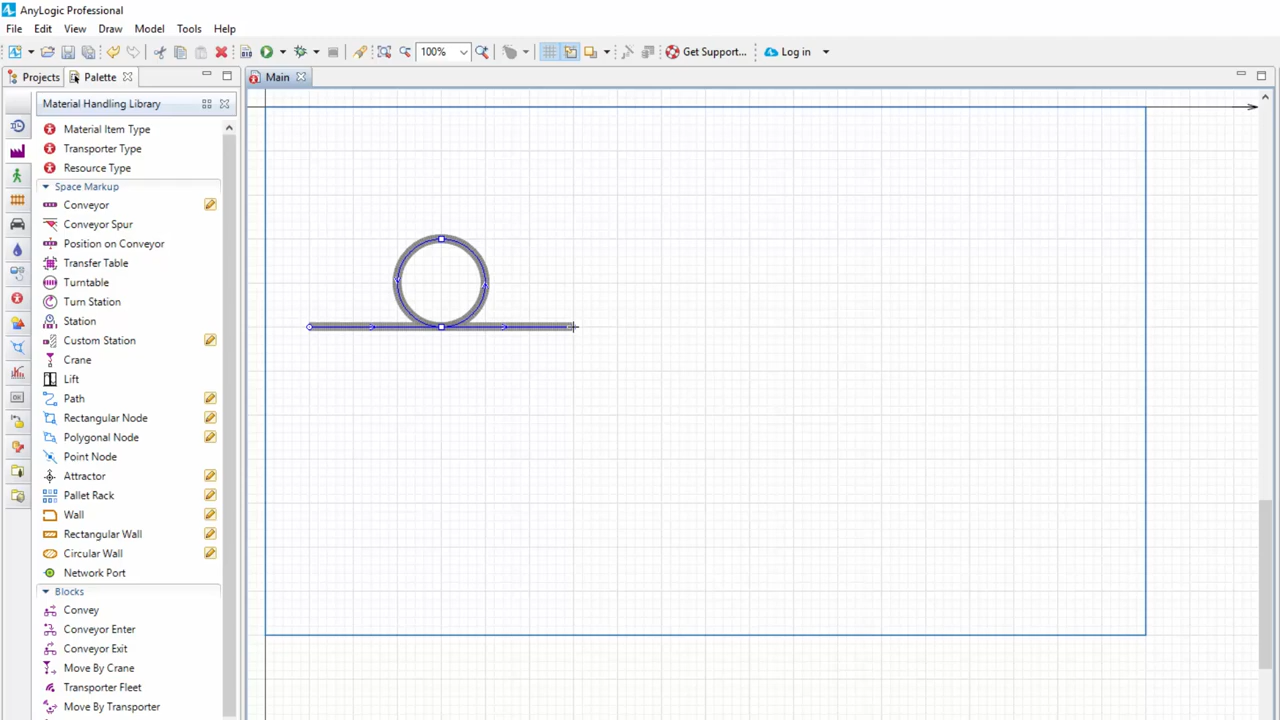 AnyLogic Professional
File Edit View Draw Model Tools Help
100% Get Support... Log in
Projects Palette Main
Material Handling Library
Material Item Type
Transporter Type
Resource Type
Space Markup
Conveyor
Conveyor Spur
Position on Conveyor
Transfer Table
Turntable
Turn Station
Station
Custom Station
Crane
Lift
Path
Rectangular Node
Polygonal Node
Point Node
Attractor
Pallet Rack
Wall
Rectangular Wall
Circular Wall
Network Port
Blocks
Convey
Conveyor Enter
Conveyor Exit
Move By Crane
Transporter Fleet
Move By Transporter